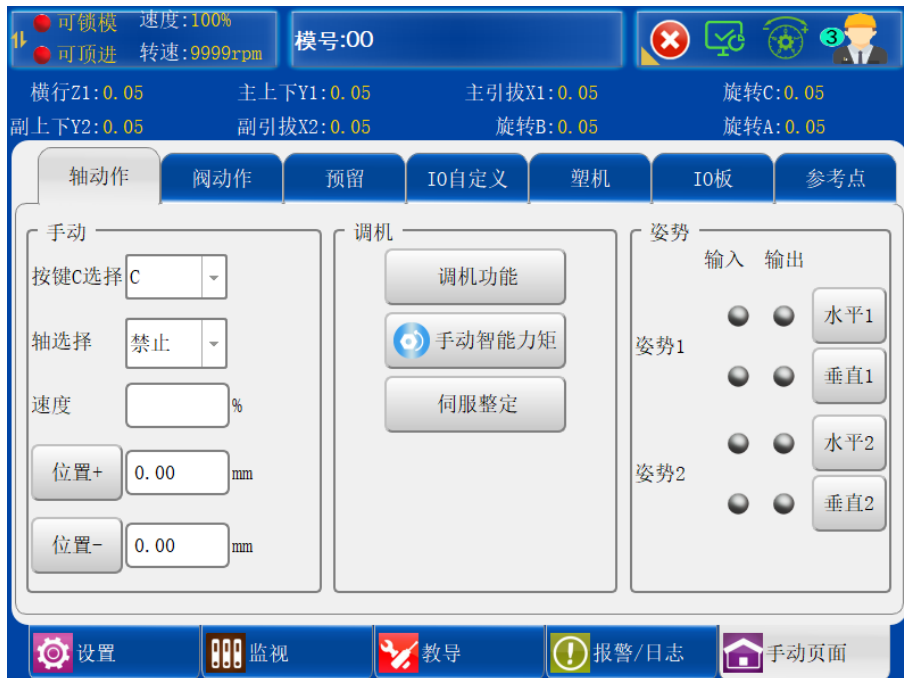 可锁模 速度:100%
可顶进 转速:9999rpm
模号:00
3
横行Z1:0.05 主上下Y1:0.05 主引拔X1:0.05 旋转C:0.05
副上下Y2:0.05 副引拔X2:0.05 旋转B:0.05 旋转A:0.05
轴动作 阀动作 预留 IO自定义 塑机 IO板 参考点
手动 调机 姿势
输入 输出
按键C选择 C 调机功能
水平1
轴选择 禁止 手动智能力矩 姿势1
垂直1
速度 % 伺服整定
水平2
位置+ 0.00 mm 姿势2
垂直2
位置- 0.00 mm
设置 监视 教导 报警/日志 手动页面